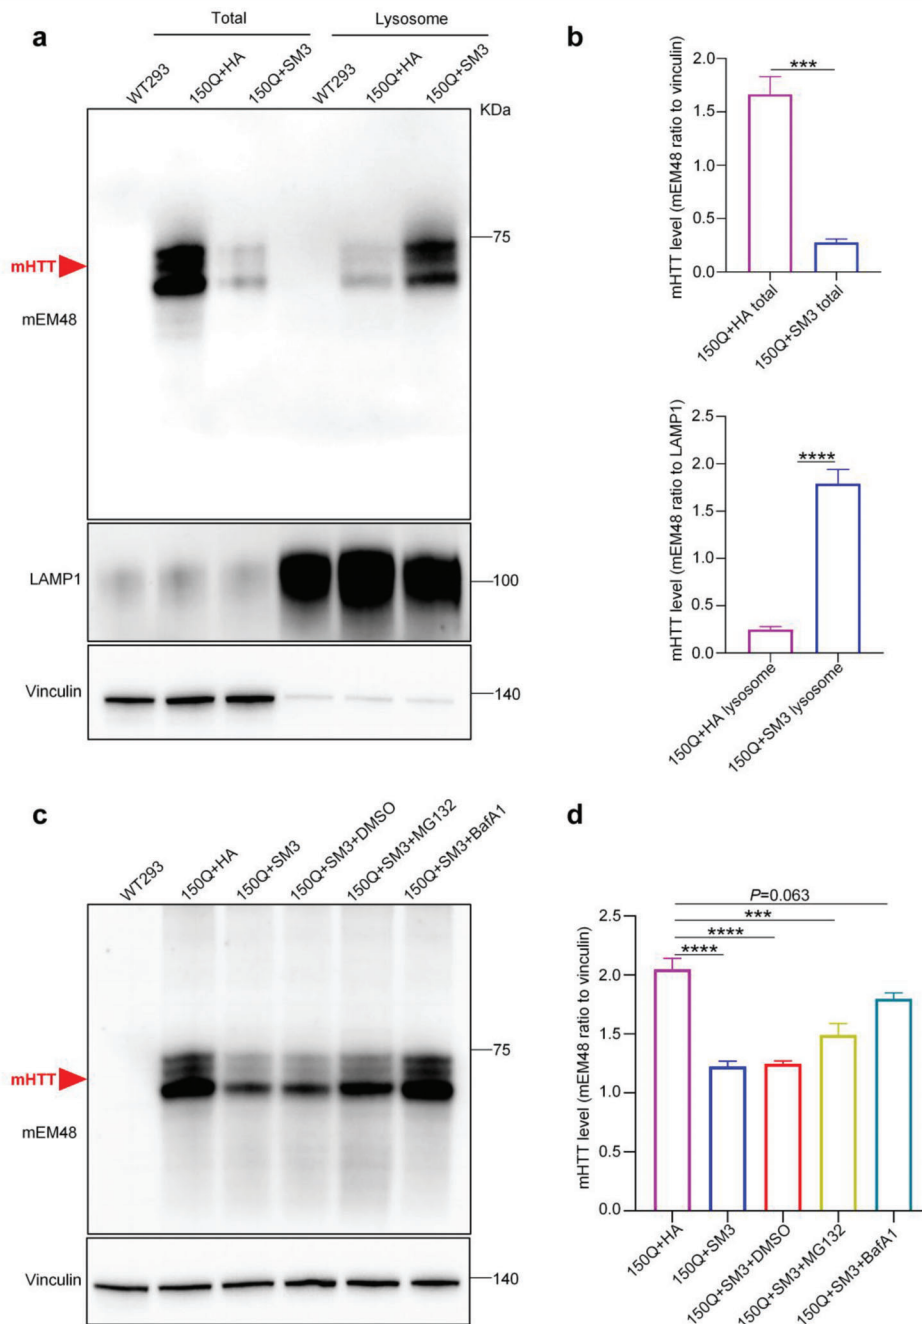 a
Total
Lysosome
WT293
150Q+HA
150Q+SM3
WT293
150Q+HA
150Q+SM3
KDa
75
mHTT
mEM48
LAMP1
100
Vinculin
140
b
mHTT level (mEM48 ratio to vinculin)
2.0
1.5
1.0
0.5
0.0
***
150Q+HA total
150Q+SM3 total
mHTT level (mEM48 ratio to LAMP1)
2.5
2.0
1.5
1.0
0.5
0.0
****
150Q+HA lysosome
150Q+SM3 lysosome
c
WT293
150Q+HA
150Q+SM3
150Q+SM3+DMSO
150Q+SM3+MG132
150Q+SM3+BafA1
75
mHTT
mEM48
Vinculin
140
d
mHTT level (mEM48 ratio to vinculin)
2.5
2.0
1.5
1.0
0.5
0.0
P=0.063
***
****
****
150Q+HA
150Q+SM3
150Q+SM3+DMSO
150Q+SM3+MG132
150Q+SM3+BafA1